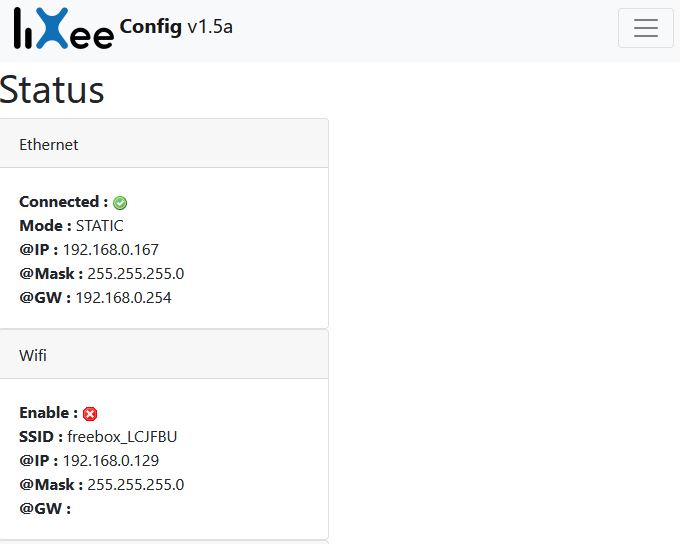 liXee Config v1.5a
Status
Ethernet
Connected :
Mode : STATIC
@IP : 192.168.0.167
@Mask : 255.255.255.0
@GW : 192.168.0.254
Wifi
Enable :
SSID : freebox_LCJFBU
@IP : 192.168.0.129
@Mask : 255.255.255.0
@GW :